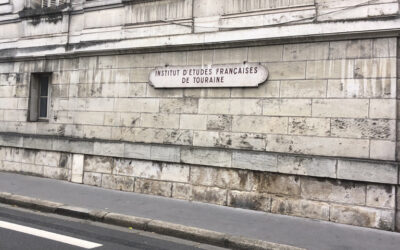 INSTITUT D'ETUDES FRANÇAISES
DE TOURAINE